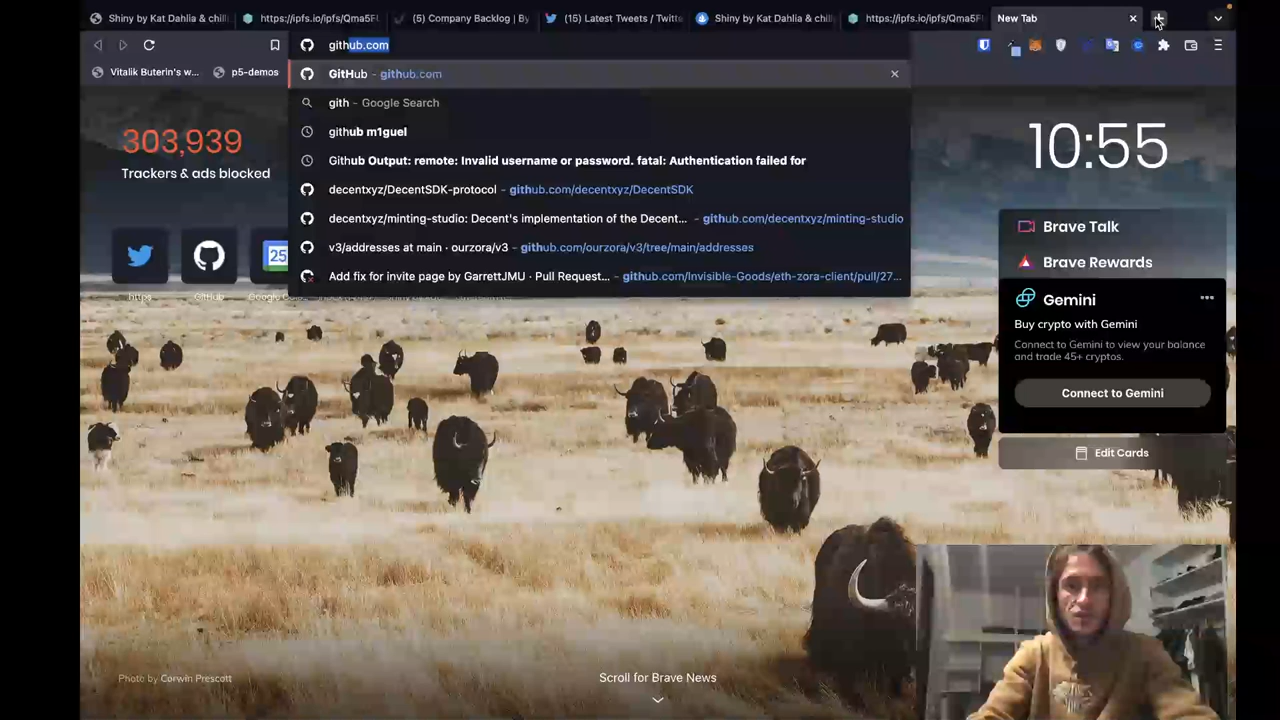 Shiny by Kat Dahlia & chill
https://ipfs.io/ipfs/Qma5Fl
(5) Company Backlog | By
(15) Latest Tweets / Twitte
Shiny by Kat Dahlia & chill
https://ipfs.io/ipfs/Qma5Fl
New Tab
github.com
Vitalik Buterin's w...
p5-demos
GitHub - github.com
gith - Google Search
github m1guel
Github Output: remote: Invalid username or password. fatal: Authentication failed for
decentxyz/DecentSDK-protocol - github.com/decentxyz/DecentSDK
decentxyz/minting-studio: Decent's implementation of the Decent... - github.com/decentxyz/minting-studio
v3/addresses at main · ourzora/v3 - github.com/ourzora/v3/tree/main/addresses
Add fix for invite page by GarrettJMU · Pull Request... - github.com/Invisible-Goods/eth-zora-client/pull/27...
303,939
Trackers & ads blocked
25
https
GitHub
10:55
Brave Talk
Brave Rewards
Gemini
Buy crypto with Gemini
Connect to Gemini to view your balance
and trade 45+ cryptos.
Connect to Gemini
Edit Cards
Photo by Corwin Prescott
Scroll for Brave News